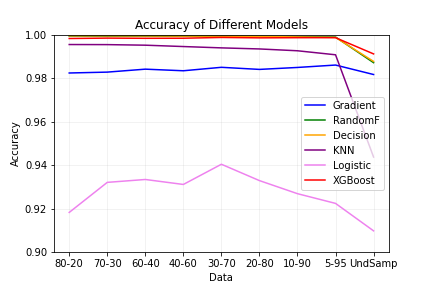 Accuracy of Different Models
Accuracy
1.00
0.98
0.96
0.94
0.92
0.90
Gradient
RandomF
Decision
KNN
Logistic
XGBoost
80-20 70-30 60-40 40-60 30-70 20-80 10-90 5-95 UndSamp
Data